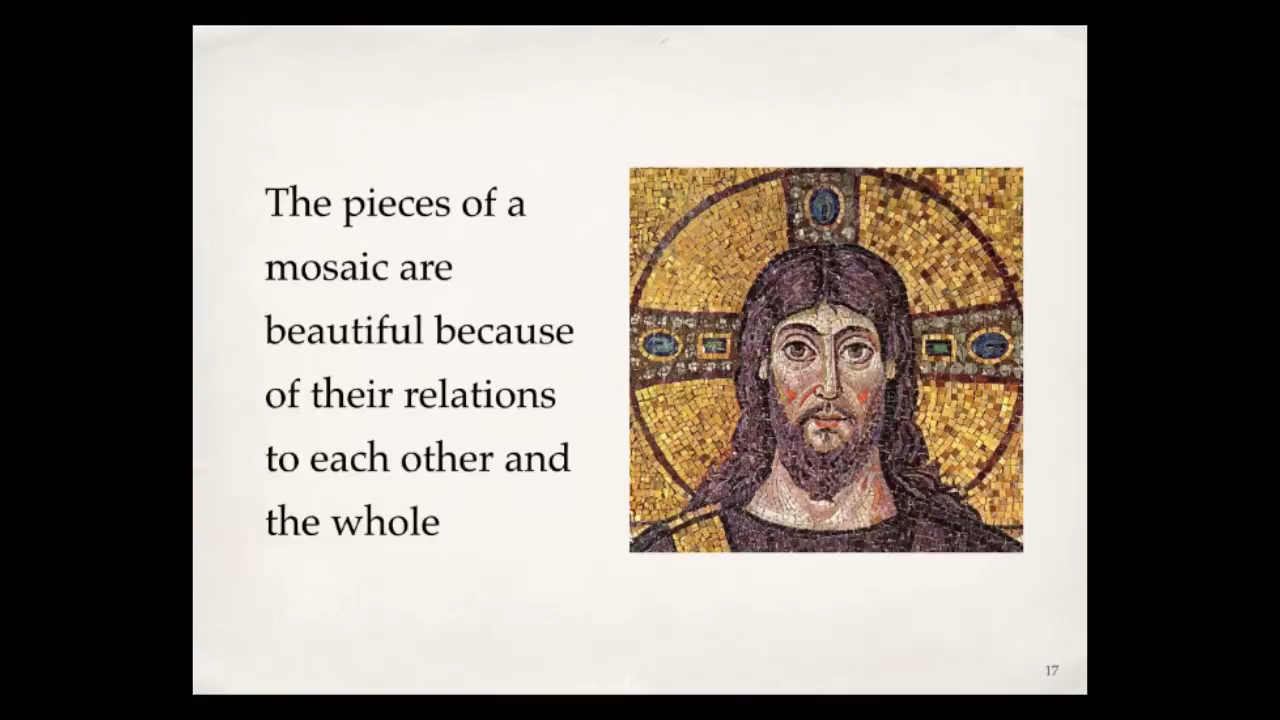 The pieces of a
mosaic are
beautiful because
of their relations
to each other and
the whole
17